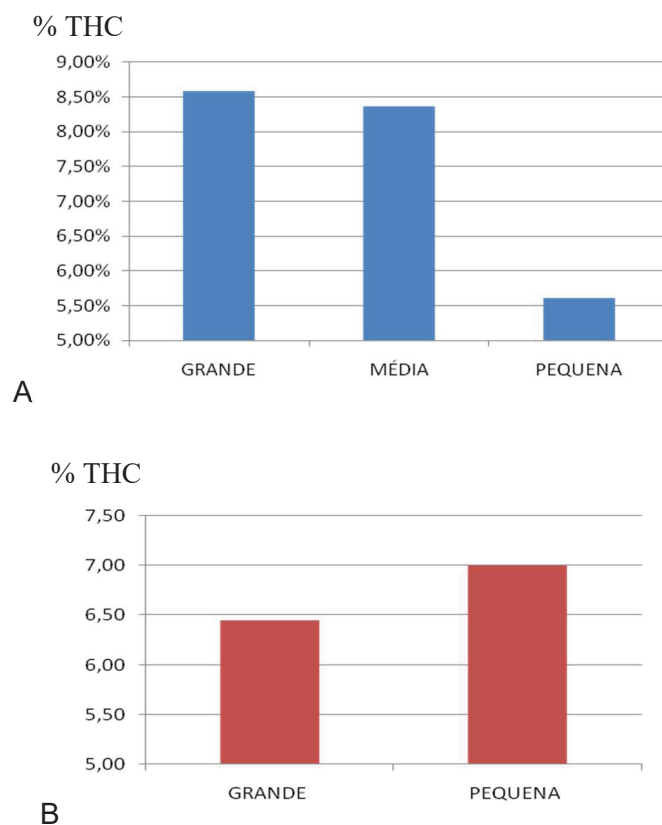 % THC
9,00%
8,50%
8,00%
7,50%
7,00%
6,50%
6,00%
5,50%
5,00%
GRANDE MÉDIA PEQUENA
A
% THC
7,50
7,00
6,50
6,00
5,50
5,00
GRANDE PEQUENA
B